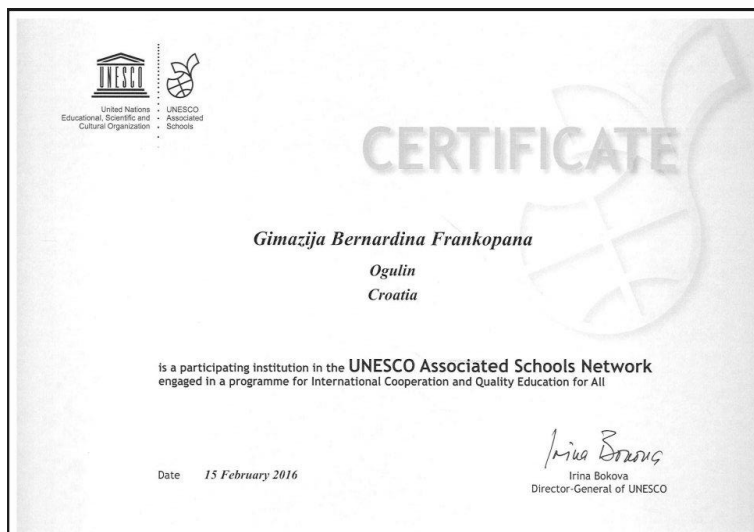 UNESCO
United Nations
Educational, Scientific and
Cultural Organization
UNESCO
Associated
Schools
CERTIFICATE
Gimazija Bernardina Frankopana
Ogulin
Croatia
is a participating institution in the UNESCO Associated Schools Network
engaged in a programme for International Cooperation and Quality Education for All
Irina Bokova
Date 15 February 2016
Irina Bokova
Director-General of UNESCO